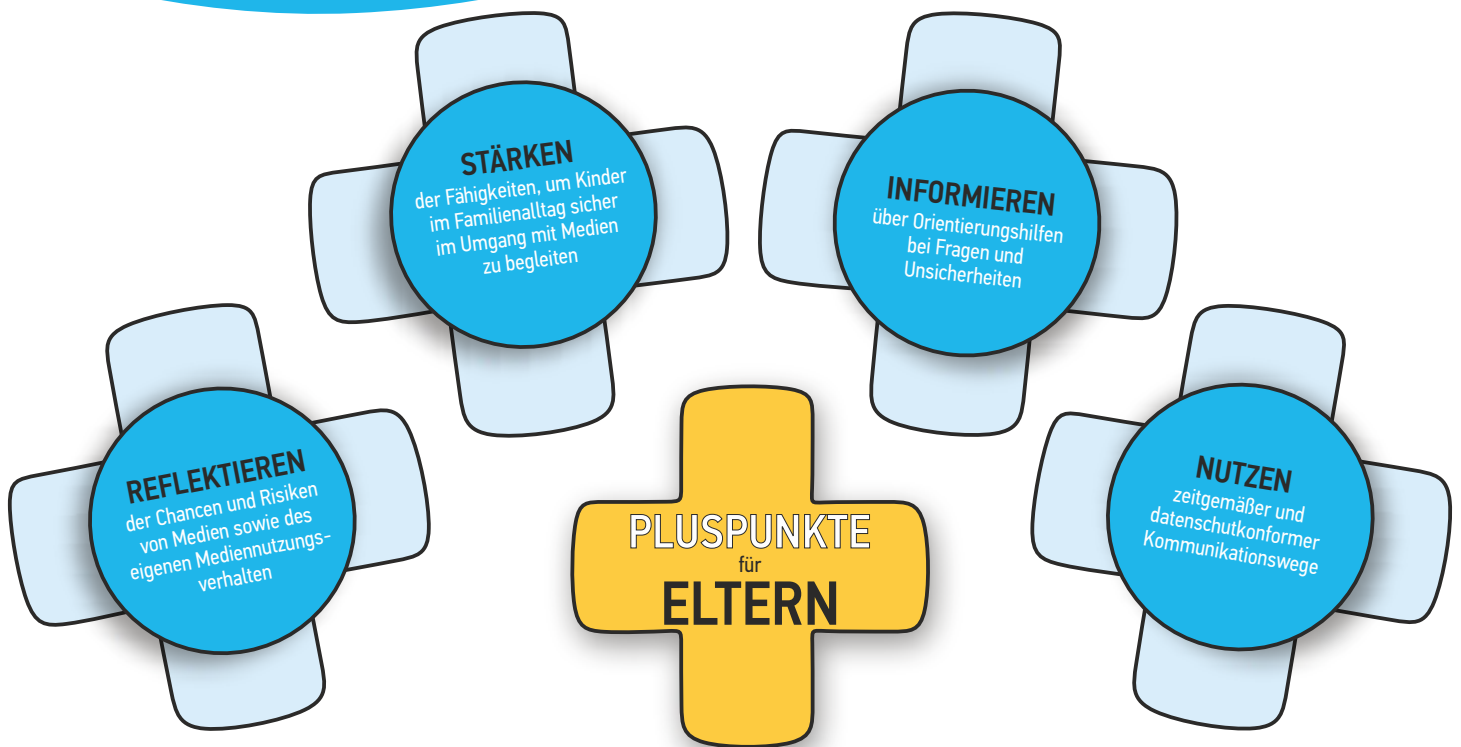 STÄRKEN
der Fähigkeiten, um Kinder
im Familienalltag sicher
im Umgang mit Medien
zu begleiten
INFORMIEREN
über Orientierungshilfen
bei Fragen und
Unsicherheiten
REFLEKTIEREN
der Chancen und Risiken
von Medien sowie des
eigenen Mediennutzungs-
verhalten
NUTZEN
zeitgemäßer und
datenschutkonformer
Kommunikationswege
PLUSPUNKTE
für
ELTERN